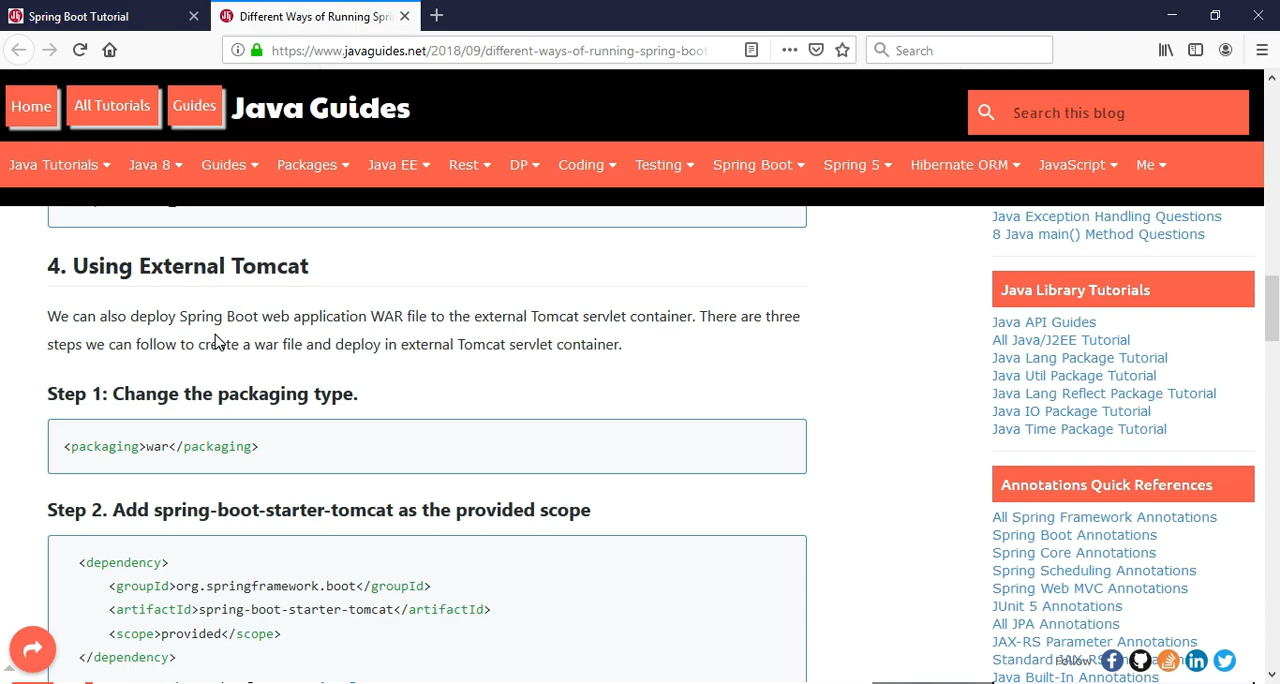 Spring Boot Tutorial
Different Ways of Running Spri
https://www.javaguides.net/2018/09/different-ways-of-running-spring-boot
Search
Home
All Tutorials
Guides
Java Guides
Search this blog
Java Tutorials
Java 8
Guides
Packages
Java EE
Rest
DP
Coding
Testing
Spring Boot
Spring 5
Hibernate ORM
JavaScript
Me
4. Using External Tomcat
We can also deploy Spring Boot web application WAR file to the external Tomcat servlet container. There are three
steps we can follow to create a war file and deploy in external Tomcat servlet container.
Step 1: Change the packaging type.
<packaging>war</packaging>
Step 2. Add spring-boot-starter-tomcat as the provided scope
<dependency>
<groupId>org.springframework.boot</groupId>
<artifactId>spring-boot-starter-tomcat</artifactId>
<scope>provided</scope>
</dependency>
Java Exception Handling Questions
8 Java main() Method Questions
Java Library Tutorials
Java API Guides
All Java/J2EE Tutorial
Java Lang Package Tutorial
Java Util Package Tutorial
Java Lang Reflect Package Tutorial
Java IO Package Tutorial
Java Time Package Tutorial
Annotations Quick References
All Spring Framework Annotations
Spring Boot Annotations
Spring Core Annotations
Spring Scheduling Annotations
Spring Web MVC Annotations
JUnit 5 Annotations
All JPA Annotations
JAX-RS Parameter Annotations
Standard JAX-RS
Follow
Java Built-In Annotations